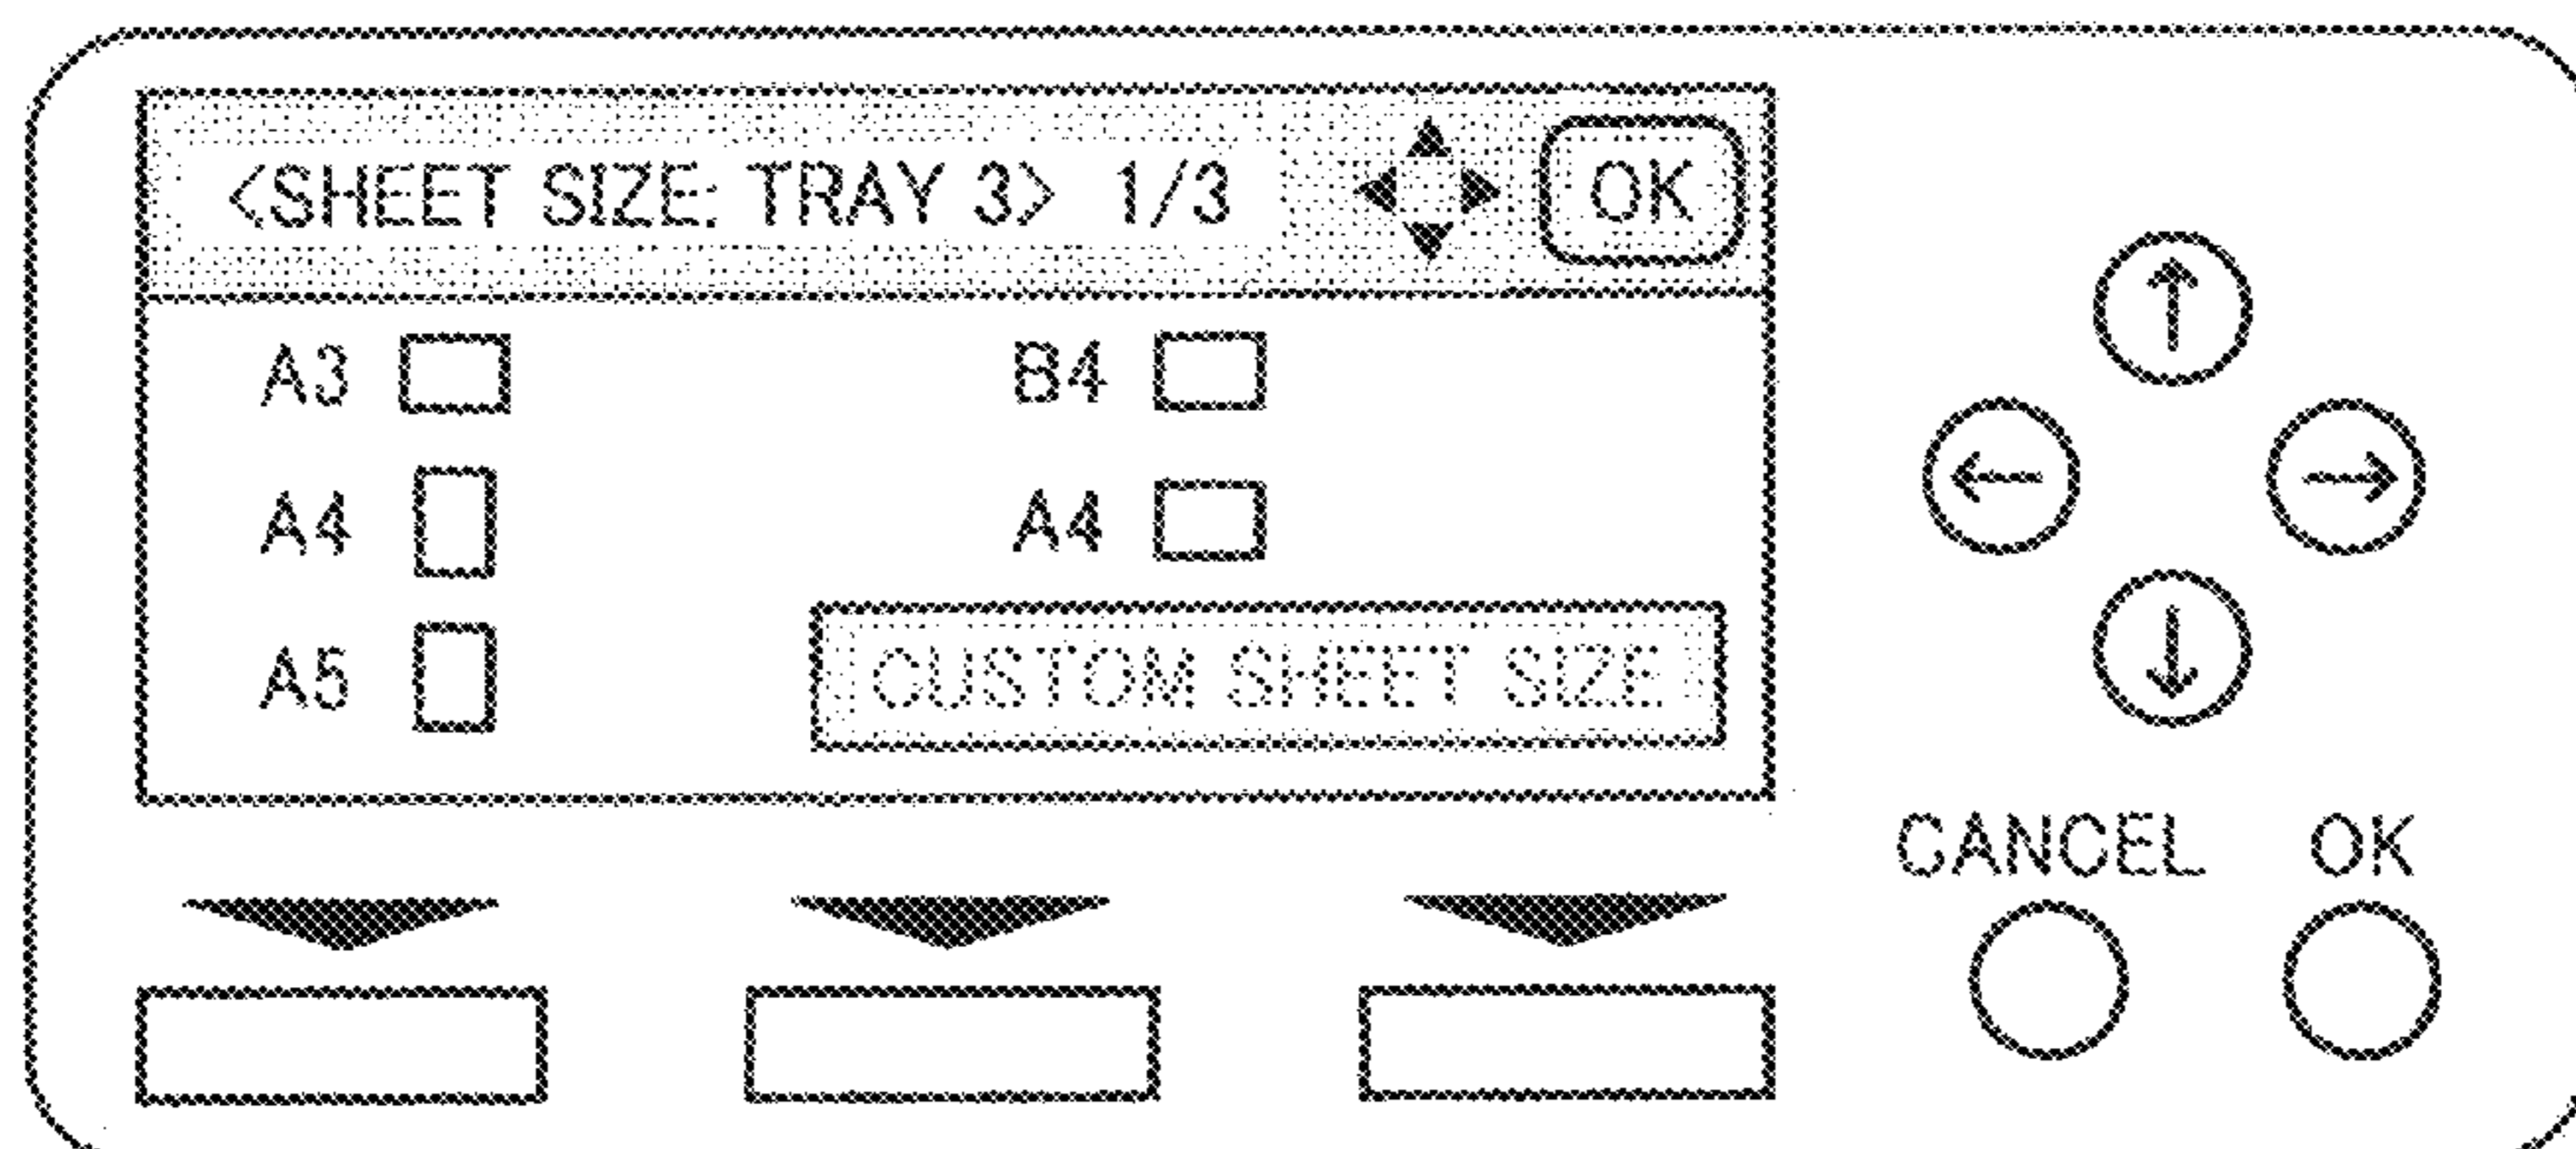 <SHEET SIZE: TRAY 3> 1/3 OK
A3 B4
A4 A4
A5 CUSTOM SHEET SIZE
CANCEL OK